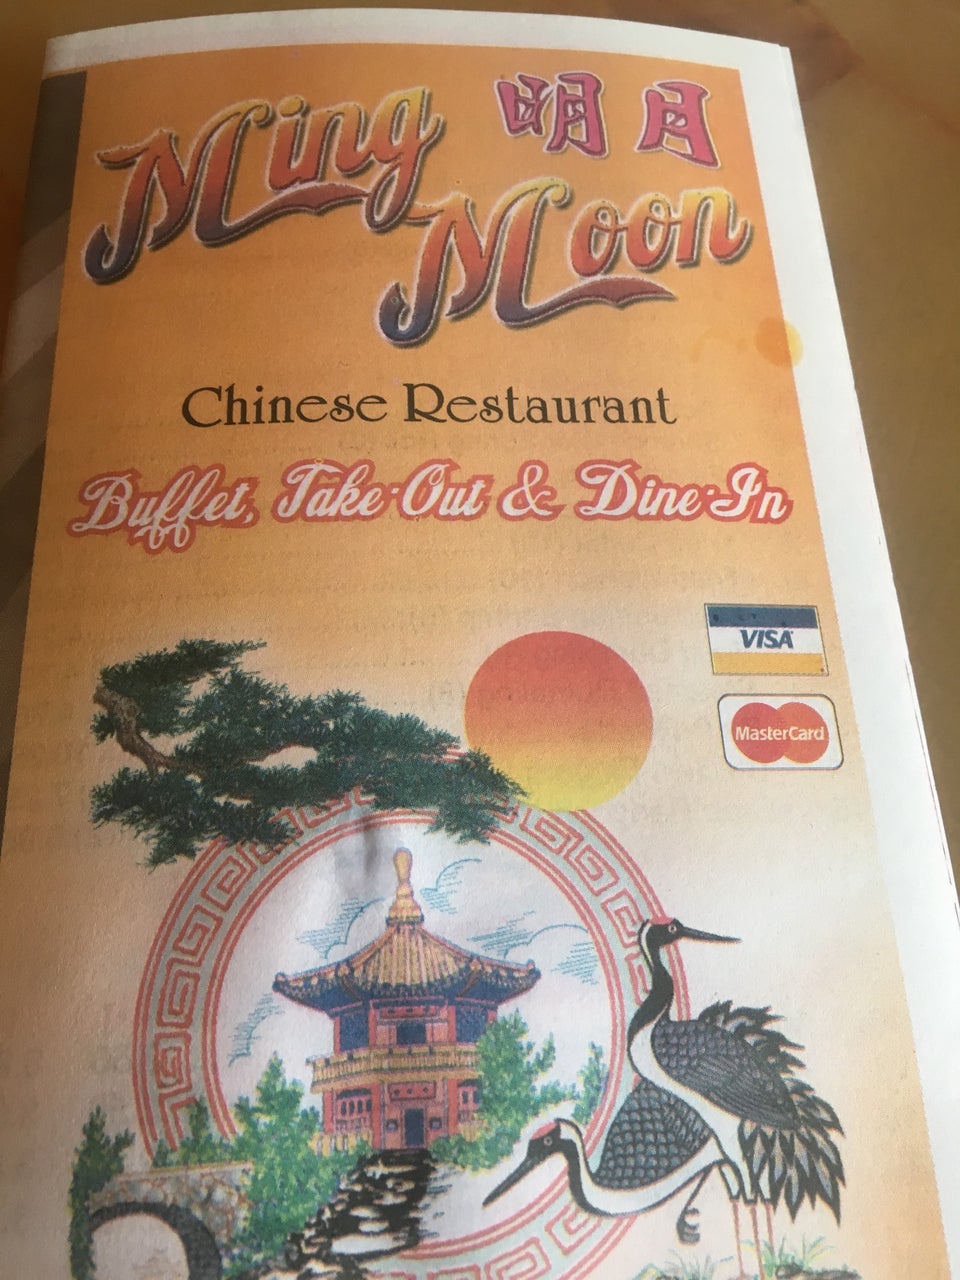 Ming 明月
Moon
Chinese Restaurant
Buffet, Take-Out & Dine-In
VISA
MasterCard